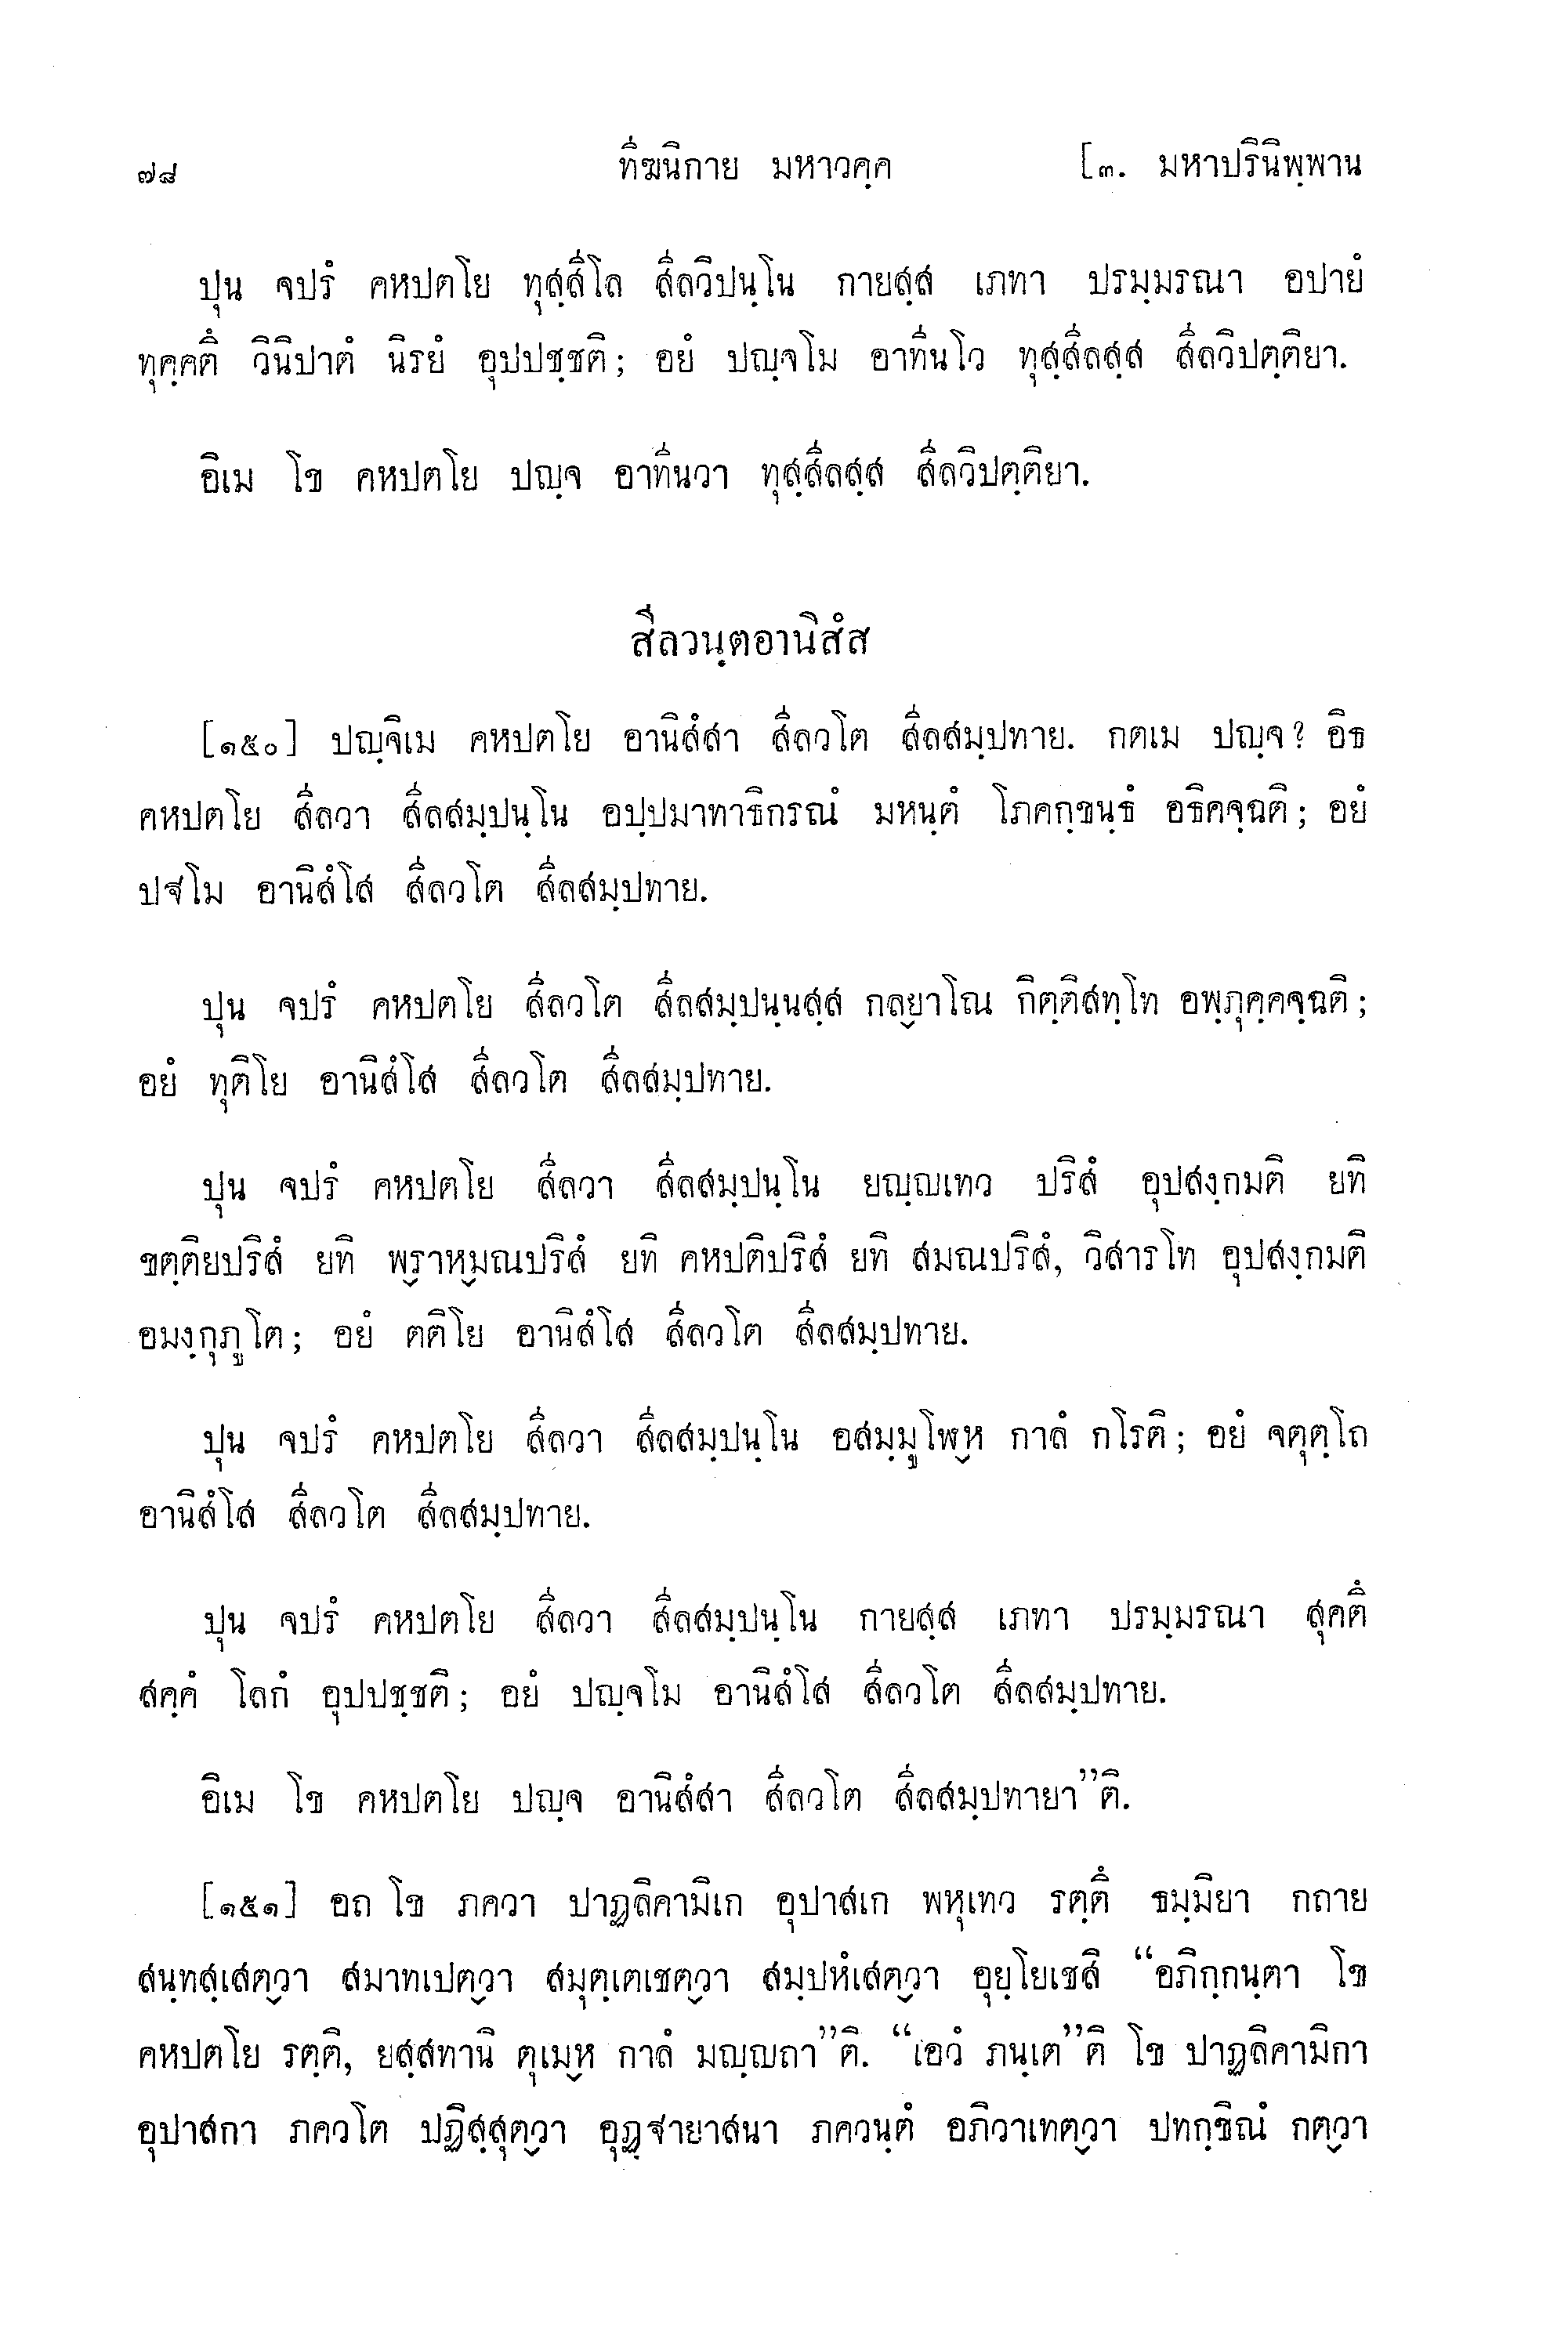 ๗๘ ทีฆนิกาย มหาวคฺค [๓. มหาปรินิพฺพาน
ปุน จปรํ คหปตโย ทุสฺสีโล สีลวิปนฺโน กายสฺส เภทา ปรมฺมรณา อปายํ
ทุคฺคตึ วินิปาตํ นิรยํ อุปปชฺชติ; อยํ ปญฺจโม อาทีนโว ทุสฺสีลสฺส สีลวิปตฺติยา.
อิเม โข คหปตโย ปญฺจ อาทีนวา ทุสฺสีลสฺส สีลวิปตฺติยา.
สีลวนฺตอานิสํส
[๑๕๐] ปญฺจิเม คหปตโย อานิสํสา สีลวโต สีลสมฺปทาย. กตเม ปญฺจ? อิธ
คหปตโย สีลวา สีลสมฺปนฺโน อปฺปมาทาธิกรณํ มหนฺตํ โภคกฺขนฺธํ อธิคจฺฉติ; อยํ
ปฐโม อานิสํโส สีลวโต สีลสมฺปทาย.
ปุน จปรํ คหปตโย สีลวโต สีลสมฺปนฺนสฺส กลฺยาโณ กิตฺติสทฺโท อพฺภุคฺคจฺฉติ;
อยํ ทุติโย อานิสํโส สีลวโต สีลสมฺปทาย.
ปุน จปรํ คหปตโย สีลวา สีลสมฺปนฺโน ยญฺญเทว ปริสํ อุปสงฺกมติ ยทิ
ขตฺติยปริสํ ยทิ พฺราหฺมณปริสํ ยทิ คหปติปริสํ ยทิ สมณปริสํ, วิสารโท อุปสงฺกมติ
อมงฺกุภูโต; อยํ ตติโย อานิสํโส สีลวโต สีลสมฺปทาย.
ปุน จปรํ คหปตโย สีลวา สีลสมฺปนฺโน อสมฺมูโฬฺห กาลํ กโรติ; อยํ จตุตฺโถ
อานิสํโส สีลวโต สีลสมฺปทาย.
ปุน จปรํ คหปตโย สีลวา สีลสมฺปนฺโน กายสฺส เภทา ปรมฺมรณา สุคตึ
สคฺคํ โลกํ อุปปชฺชติ; อยํ ปญฺจโม อานิสํโส สีลวโต สีลสมฺปทาย.
อิเม โข คหปตโย ปญฺจ อานิสํสา สีลวโต สีลสมฺปทายา”ติ.
[๑๕๑] อถ โข ภควา ปาฏลิคามิเก อุปาสเก พหุเทว รตฺตึ ธมฺมิยา กถาย
สนฺทสฺเสตฺวา สมาทเปตฺวา สมุตฺเตเชตฺวา สมฺปหํเสตฺวา อุยฺโยเชสิ “อภิกฺกนฺตา โข
คหปตโย รตฺติ, ยสฺสทานิ ตุเมฺห กาลํ มญฺญถา”ติ. “เอวํ ภนฺเต”ติ โข ปาฏลิคามิกา
อุปาสกา ภควโต ปฏิสฺสุตฺวา อุฏฺฐายาสนา ภควนฺตํ อภิวาเทตฺวา ปทกฺขิณํ กตฺวา